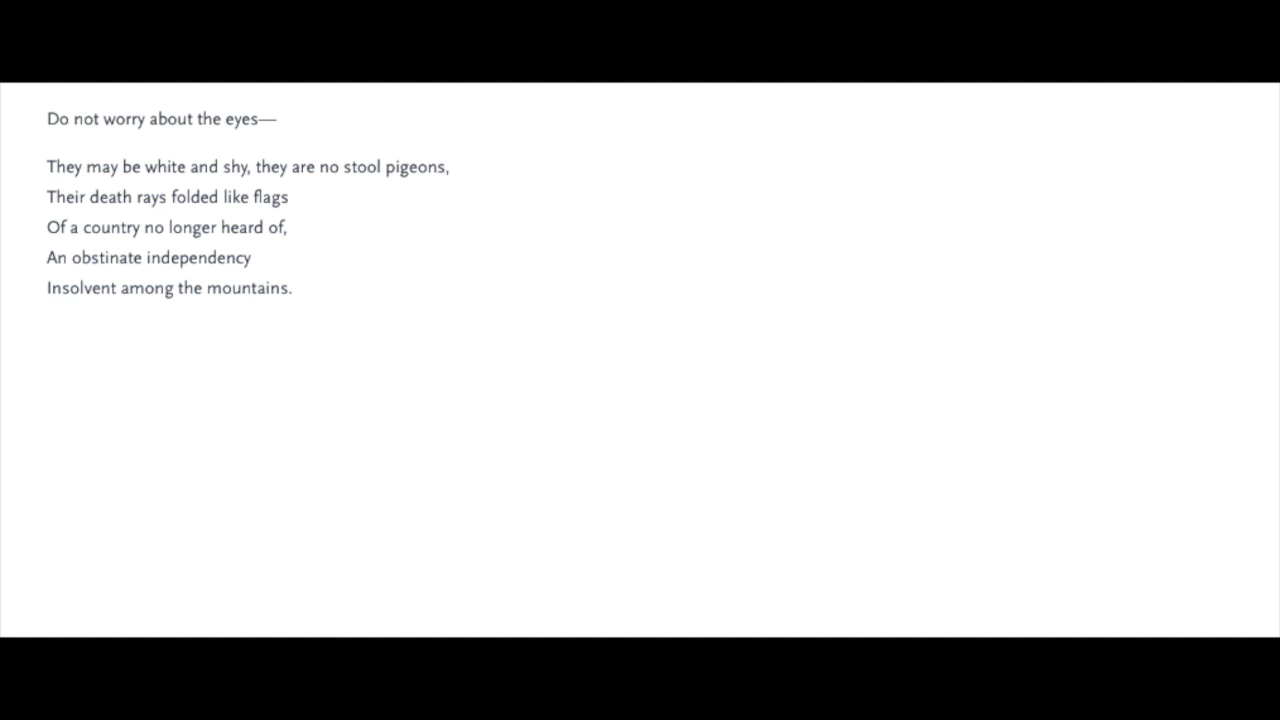 Do not worry about the eyes—
They may be white and shy, they are no stool pigeons,
Their death rays folded like flags
Of a country no longer heard of,
An obstinate independency
Insolvent among the mountains.